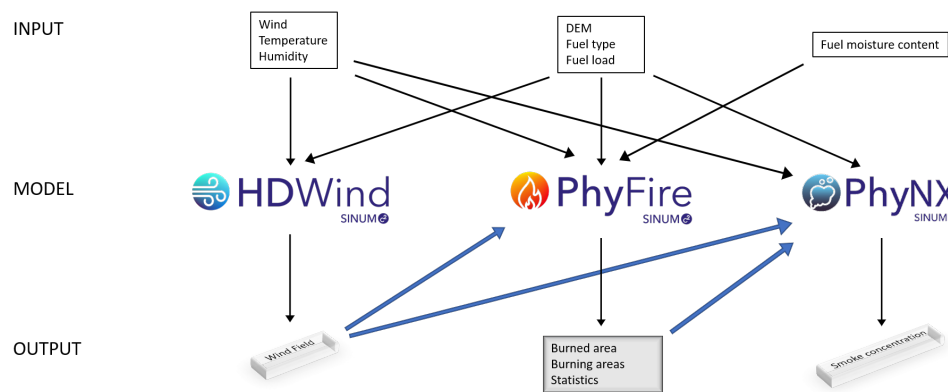 INPUT
Wind
Temperature
Humidity
DEM
Fuel type
Fuel load
Fuel moisture content
MODEL
HDWind
SINUM
PhyFire
SINUM
PhyNX
SINUM
OUTPUT
Wind Field
Burned area
Burning areas
Statistics
Smoke concentration